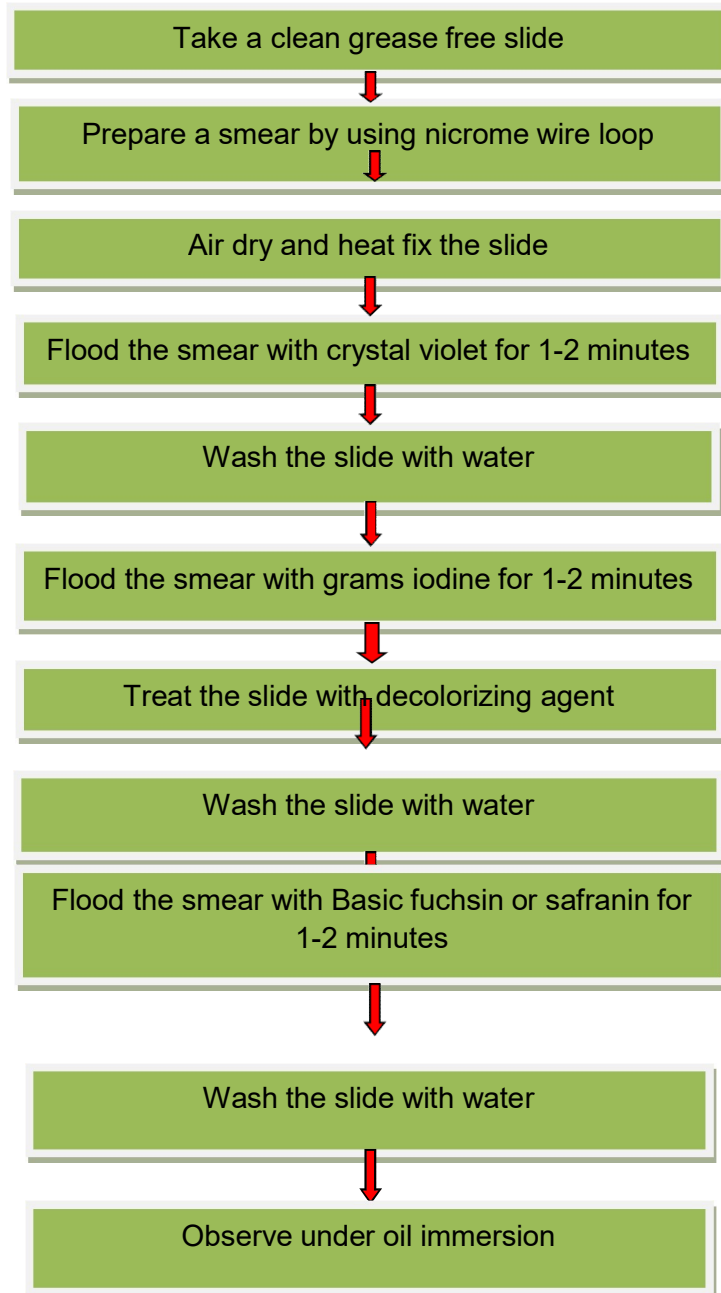 Take a clean grease free slide
Prepare a smear by using nicrome wire loop
Air dry and heat fix the slide
Flood the smear with crystal violet for 1-2 minutes
Wash the slide with water
Flood the smear with grams iodine for 1-2 minutes
Treat the slide with decolorizing agent
Wash the slide with water
Flood the smear with Basic fuchsin or safranin for
1-2 minutes
Wash the slide with water
Observe under oil immersion